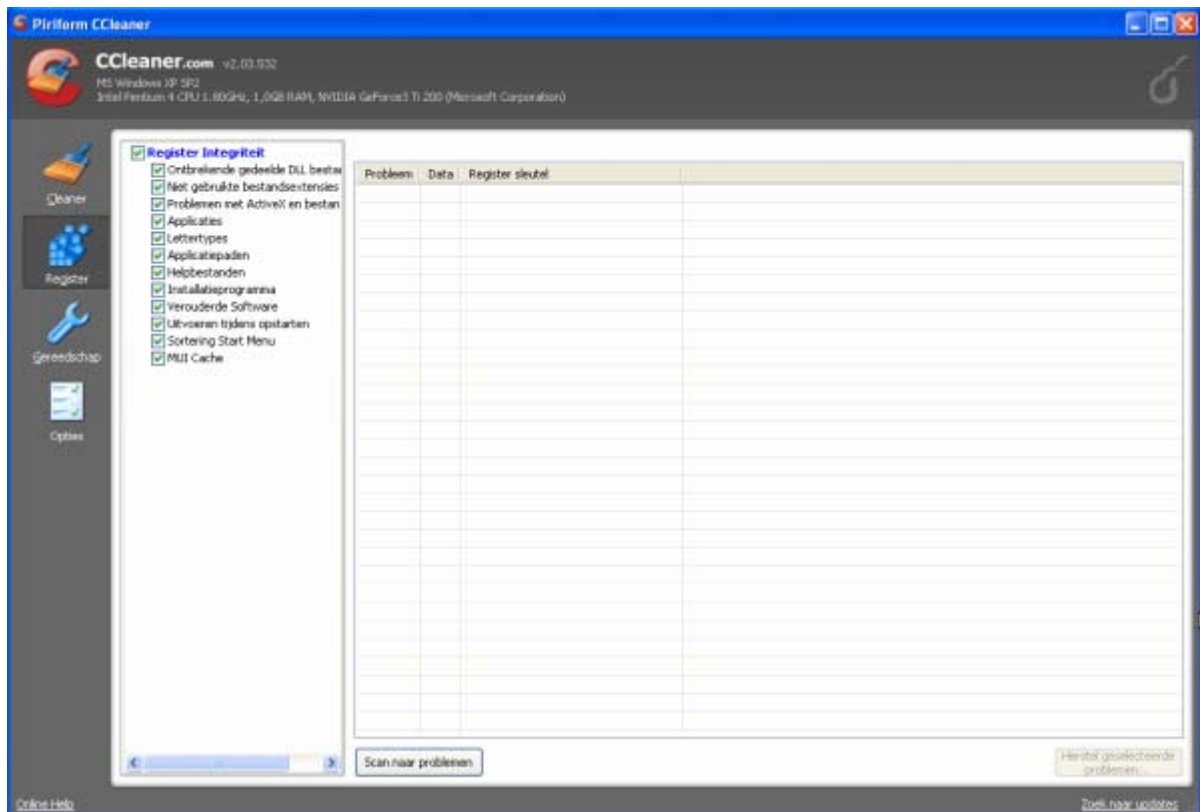 Piriform CCleaner
CCleaner.com v2.03.532
MS Windows XP SP2
Intel Pentium 4 CPU 1.80GHz, 1,0GB RAM, NVIDIA GeForce3 Ti 200 (Microsoft Corporation)
Cleaner
Register
Gereedschap
Opties
Register Integriteit
Ontbrekende gedeelde DLL bestan
Niet gebruikte bestandsextensies
Problemen met ActiveX en bestan
Applicaties
Lettertypes
Applicatiepaden
Helpbestanden
Installatieprogramma
Verouderde Software
Uitvoeren tijdens opstarten
Sortering Start Menu
MUI Cache
Probleem Data Register sleutel
Scan naar problemen
Herstel geselecteerde problemen...
Online Help
Zoek naar updates